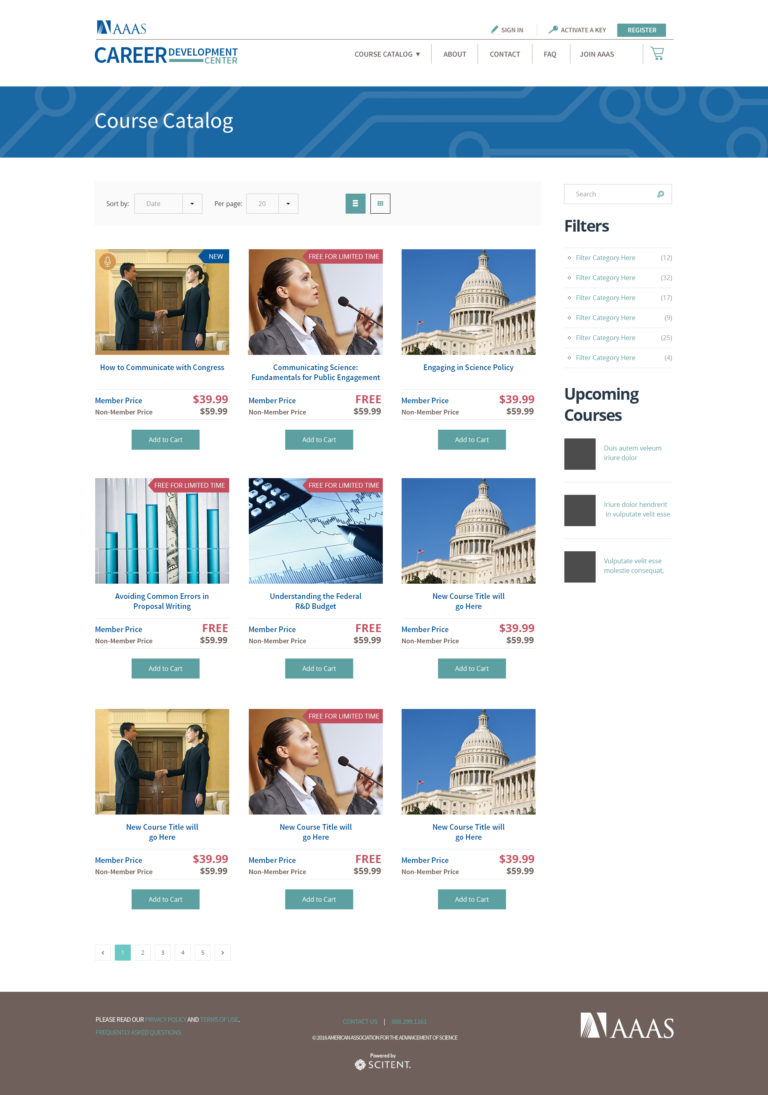 AAAS
SIGN IN
ACTIVATE A KEY
REGISTER
CAREER DEVELOPMENT CENTER
COURSE CATALOG
ABOUT
CONTACT
FAQ
JOIN AAAS
Course Catalog
Sort by:
Date
Per page:
20
Search
Filters
Filter Category Here (12)
Filter Category Here (32)
Filter Category Here (17)
Filter Category Here (9)
Filter Category Here (25)
Filter Category Here (4)
Upcoming
Courses
Duis autem veleum
iriure dolor
Iriure dolor hendrerit
in vulputate velit esse
Vulputate velit esse
molestie consequat,
NEW
How to Communicate with Congress
Member Price $39.99
Non-Member Price $59.99
Add to Cart
FREE FOR LIMITED TIME
Communicating Science:
Fundamentals for Public Engagement
Member Price FREE
Non-Member Price $59.99
Add to Cart
Engaging in Science Policy
Member Price $39.99
Non-Member Price $59.99
Add to Cart
FREE FOR LIMITED TIME
Avoiding Common Errors in
Proposal Writing
Member Price FREE
Non-Member Price $59.99
Add to Cart
FREE FOR LIMITED TIME
Understanding the Federal
R&D Budget
Member Price FREE
Non-Member Price $59.99
Add to Cart
New Course Title will
go Here
Member Price $39.99
Non-Member Price $59.99
Add to Cart
New Course Title will
go Here
Member Price $39.99
Non-Member Price $59.99
Add to Cart
FREE FOR LIMITED TIME
New Course Title will
go Here
Member Price FREE
Non-Member Price $59.99
Add to Cart
New Course Title will
go Here
Member Price $39.99
Non-Member Price $59.99
Add to Cart
1 2 3 4 5
PLEASE READ OUR PRIVACY POLICY AND TERMS OF USE.
FREQUENTLY ASKED QUESTIONS
CONTACT US | 888.299.1161
© 2016 AMERICAN ASSOCIATION FOR THE ADVANCEMENT OF SCIENCE
Powered by
SCITENT.
AAAS